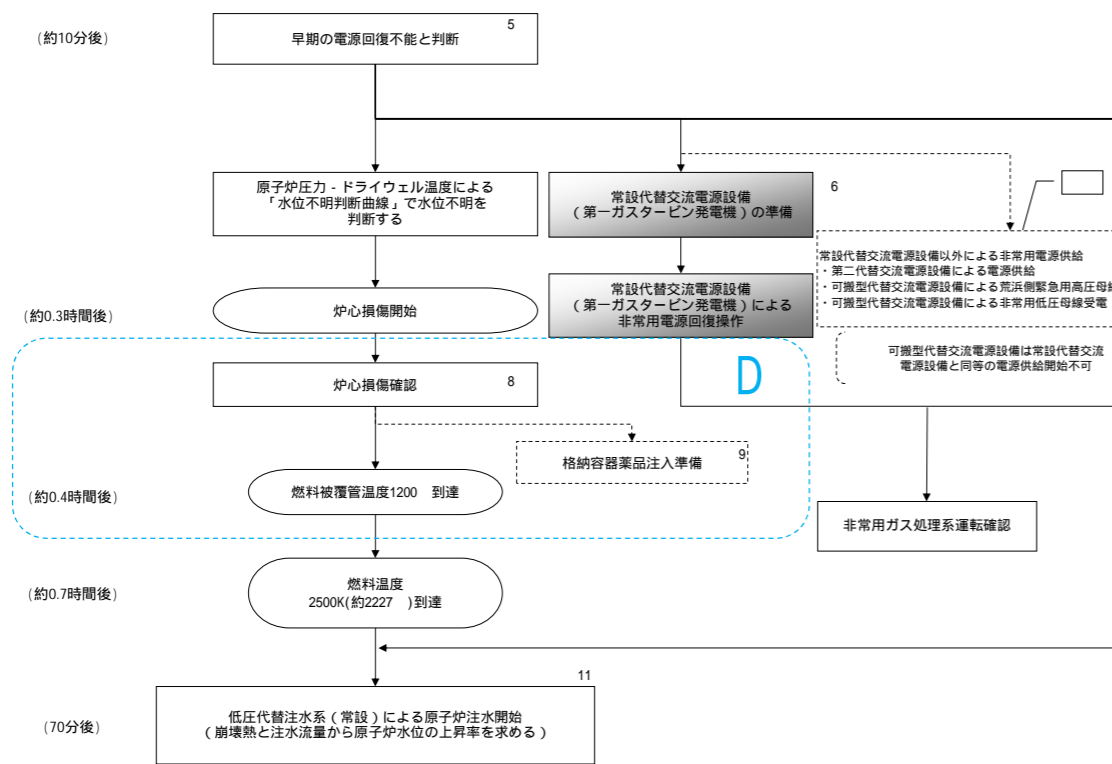 (約10分後)
5
早期の電源回復不能と判断
原子炉圧力 - ドライウェル温度による
「水位不明判断曲線」で水位不明を
判断する
常設代替交流電源設備
(第一ガスタービン発電機)の準備
6
常設代替交流電源設備以外による非常用電源供給
・第二代替交流電源設備による電源供給
・可搬型代替交流電源設備による荒浜側緊急用高圧母線
・可搬型代替交流電源設備による非常用低圧母線受電
常設代替交流電源設備
(第一ガスタービン発電機)による
非常用電源回復操作
(約0.3時間後)
炉心損傷開始
可搬型代替交流電源設備は常設代替交流
電源設備と同等の電源供給開始不可
D
炉心損傷確認
8
格納容器薬品注入準備
9
(約0.4時間後)
燃料被覆管温度1200 到達
非常用ガス処理系運転確認
(約0.7時間後)
燃料温度
2500K(約2227 )到達
11
(70分後)
低圧代替注水系(常設)による原子炉注水開始
(崩壊熱と注水流量から原子炉水位の上昇率を求める)